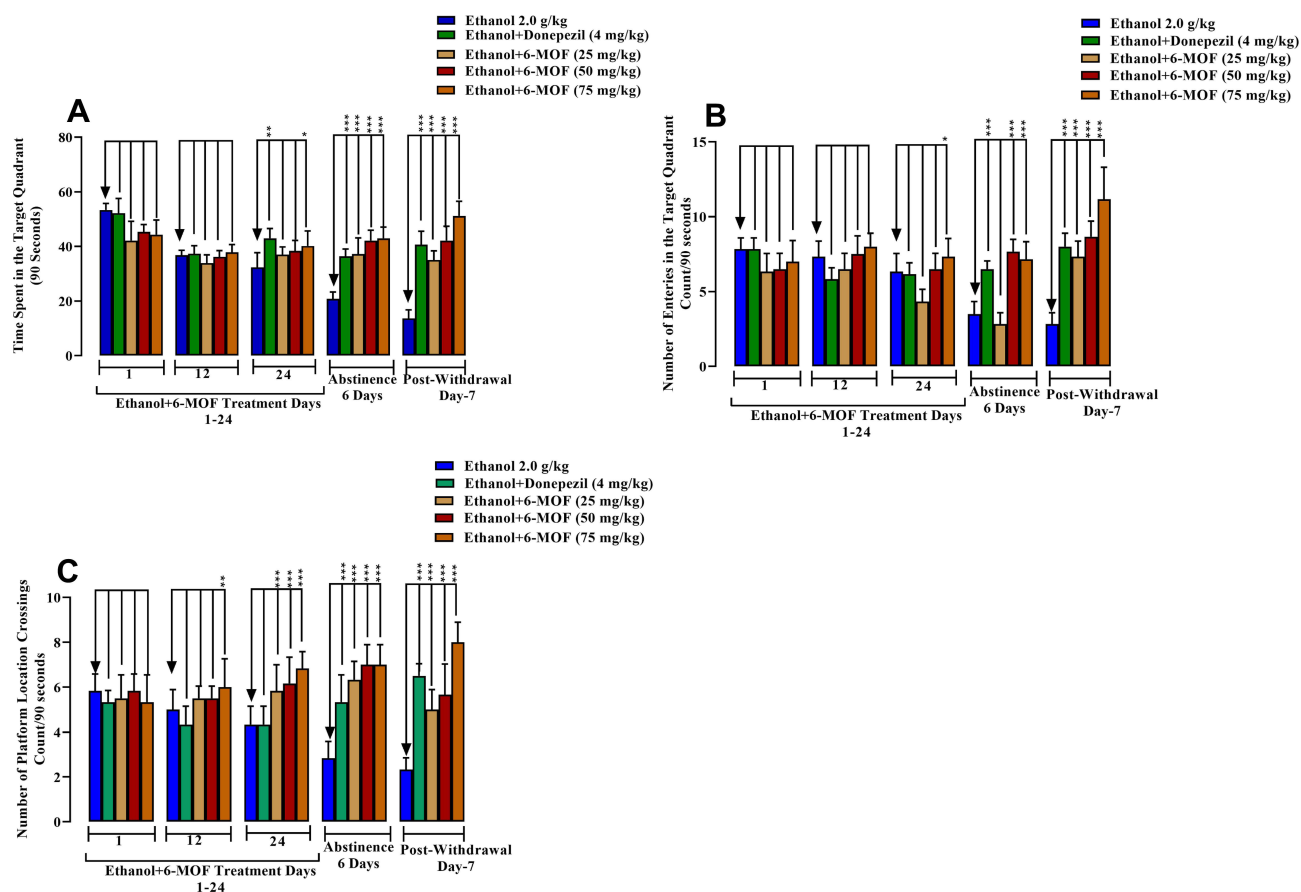 Ethanol 2.0 g/kg
Ethanol+Donepezil (4 mg/kg)
Ethanol+6-MOF (25 mg/kg)
Ethanol+6-MOF (50 mg/kg)
Ethanol+6-MOF (75 mg/kg)
A
Time Spent in the Target Quadrant
(90 Seconds)
80
60
40
20
0
** *
*** *** *** ***
*** *** *** ***
1 12 24
Abstinence
6 Days
Post-Withdrawal
Day-7
Ethanol+6-MOF Treatment Days
1-24
Ethanol 2.0 g/kg
Ethanol+Donepezil (4 mg/kg)
Ethanol+6-MOF (25 mg/kg)
Ethanol+6-MOF (50 mg/kg)
Ethanol+6-MOF (75 mg/kg)
B
Number of Enteries in the Target Quadrant
Count/90 seconds
15
10
5
0
*
*** *** ***
*** *** *** ***
1 12 24
Abstinence
6 Days
Post-Withdrawal
Day-7
Ethanol+6-MOF Treatment Days
1-24
Ethanol 2.0 g/kg
Ethanol+Donepezil (4 mg/kg)
Ethanol+6-MOF (25 mg/kg)
Ethanol+6-MOF (50 mg/kg)
Ethanol+6-MOF (75 mg/kg)
C
Number of Platform Location Crossings
Count/90 seconds
10
8
6
4
2
0
**
*** *** ***
*** *** *** ***
*** *** *** ***
1 12 24
Abstinence
6 Days
Post-Withdrawal
Day-7
Ethanol+6-MOF Treatment Days
1-24